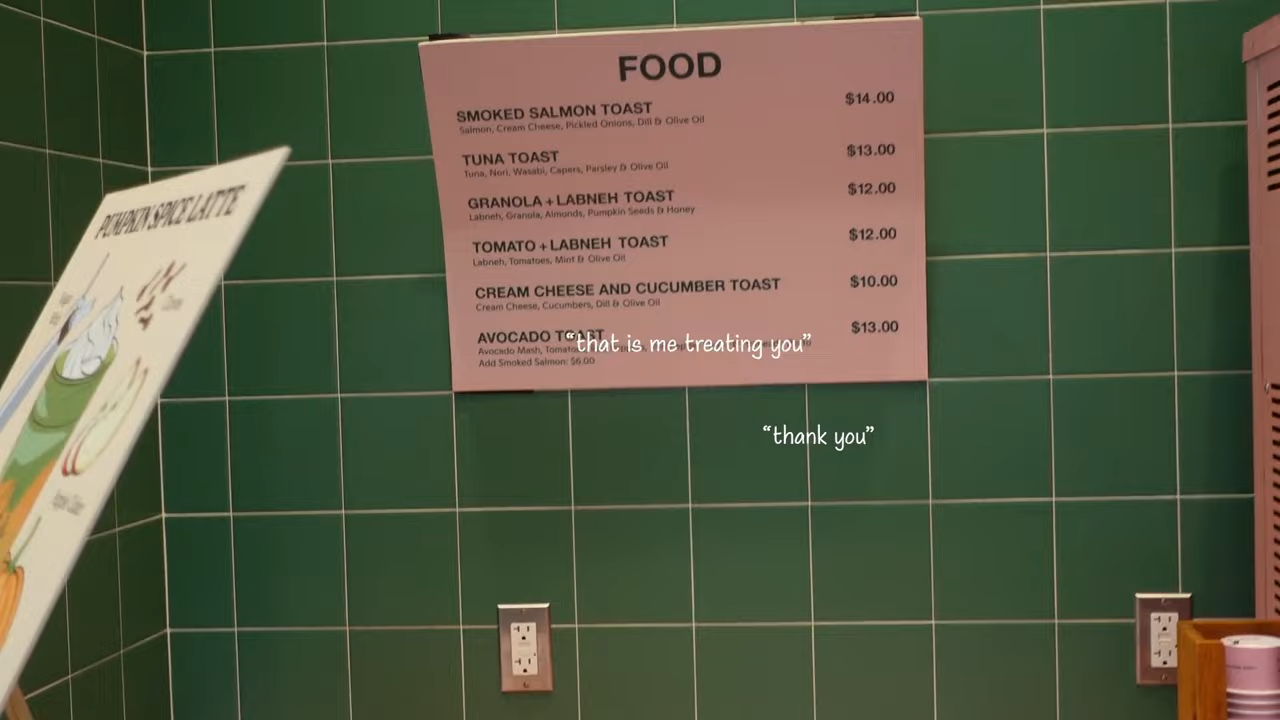 FOOD
SMOKED SALMON TOAST $14.00
Salmon, Cream Cheese, Pickled Onions, Dill & Olive Oil
TUNA TOAST $13.00
Tuna, Nori, Wasabi, Capers, Parsley & Olive Oil
GRANOLA + LABNEH TOAST $12.00
Labneh, Granola, Almonds, Pumpkin Seeds & Honey
TOMATO + LABNEH TOAST $12.00
Labneh, Tomatoes, Mint & Olive Oil
CREAM CHEESE AND CUCUMBER TOAST $10.00
Cream Cheese, Cucumbers, Dill & Olive Oil
AVOCADO TOAST $13.00
Avocado Mash,
Add Smoked Salmon: $6.00
“that is me treating you”
“thank you”
PUMPKIN SPICE LATTE